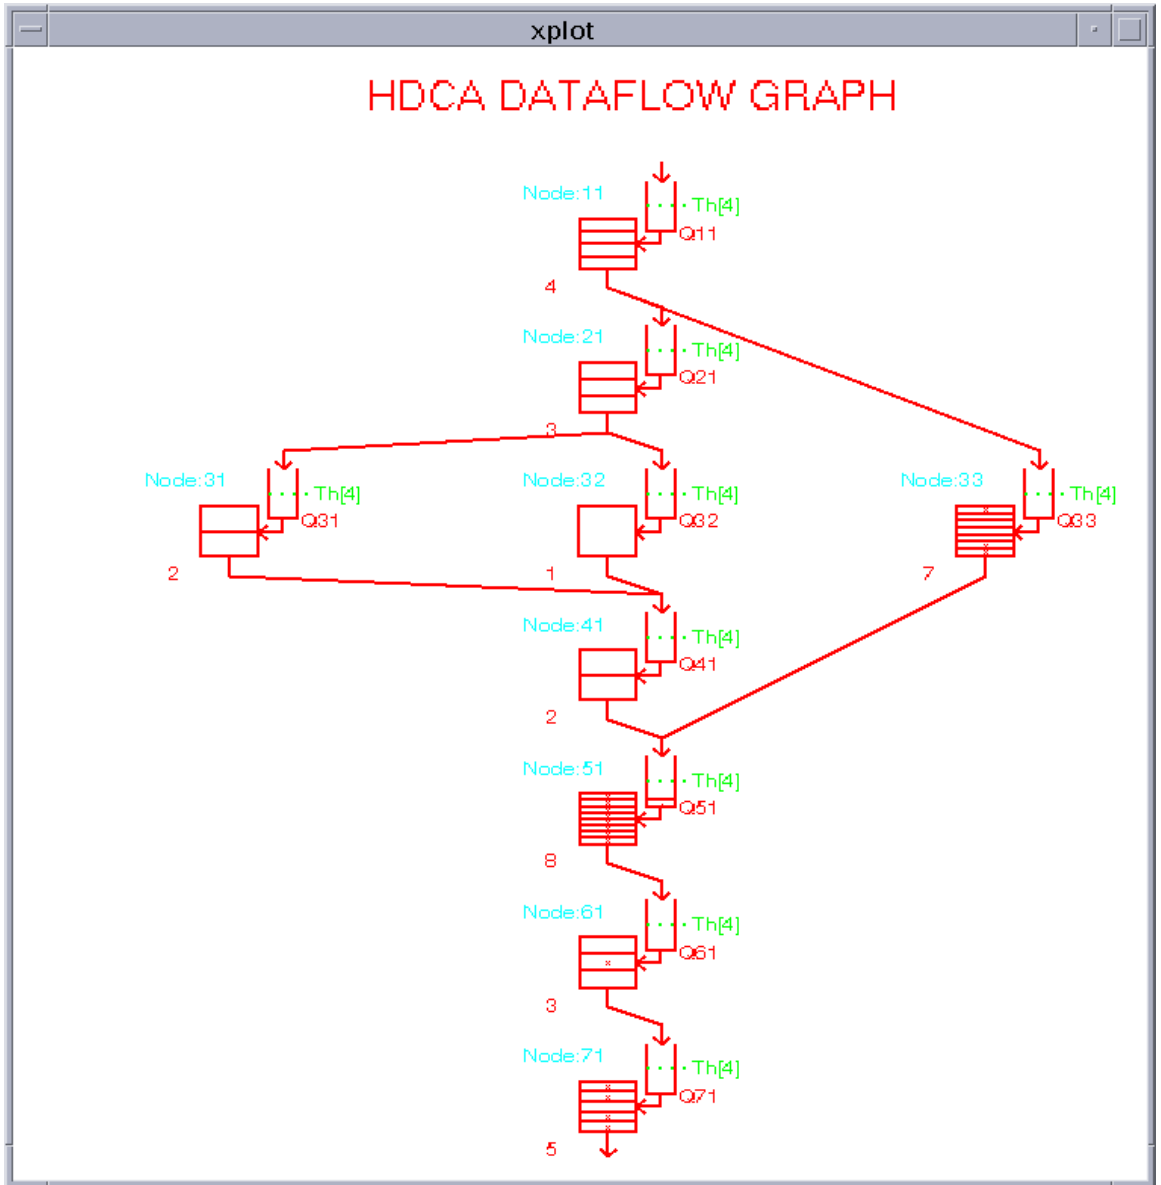 xplot
HDCA DATAFLOW GRAPH
Node:11
Th[4]
Q11
4
Node:21
Th[4]
Q21
3
Node:31
Th[4]
Q31
2
Node:32
Th[4]
Q32
1
Node:33
Th[4]
Q33
7
Node:41
Th[4]
Q41
2
Node:51
Th[4]
Q51
8
Node:61
Th[4]
Q61
3
Node:71
Th[4]
Q71
5